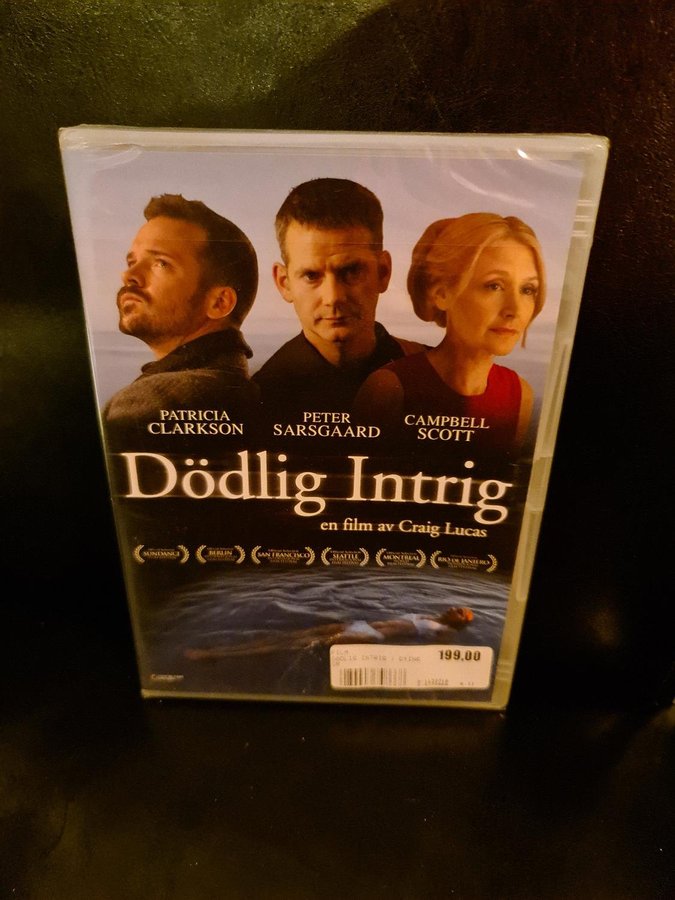 PATRICIA
CLARKSON
PETER
SARSGAARD
CAMPBELL
SCOTT
Dödlig Intrig
en film av Craig Lucas
SUNDANCE
BERLIN
SAN FRANCISCO
SEATTLE
MONTREAL
RIO DE JANEIRO
199,00